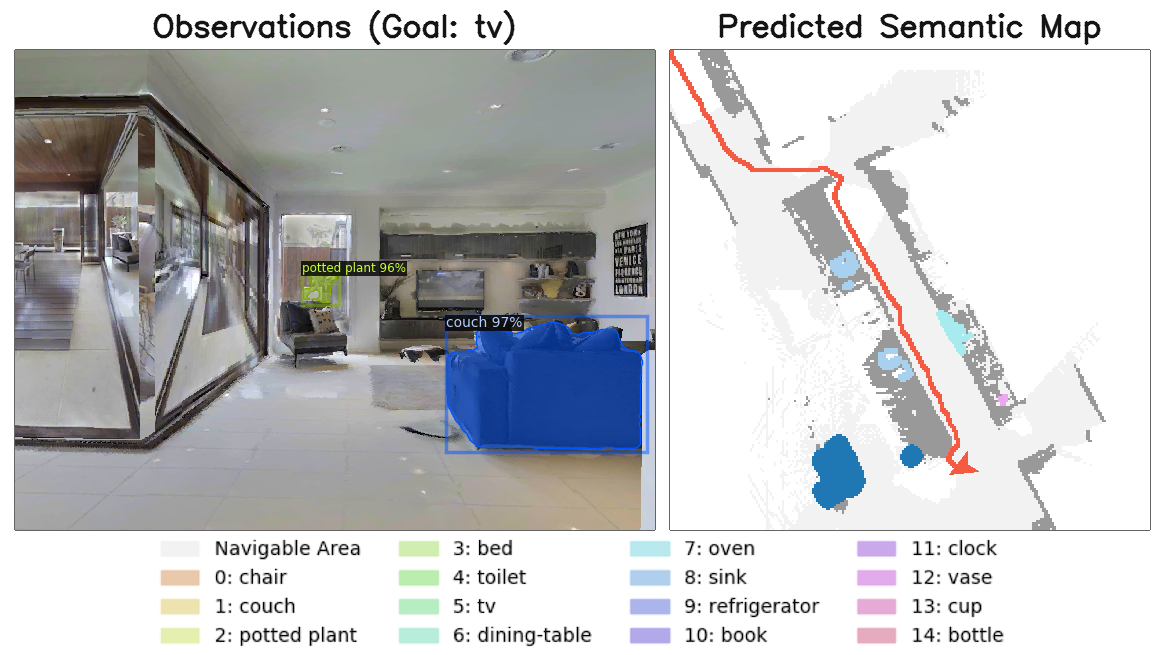 Observations (Goal: tv)
Predicted Semantic Map
potted plant 96%
couch 97%
NEW YORK
PARIS
VENICE
FLORENCE
LONDON
Navigable Area
0: chair
1: couch
2: potted plant
3: bed
4: toilet
5: tv
6: dining-table
7: oven
8: sink
9: refrigerator
10: book
11: clock
12: vase
13: cup
14: bottle